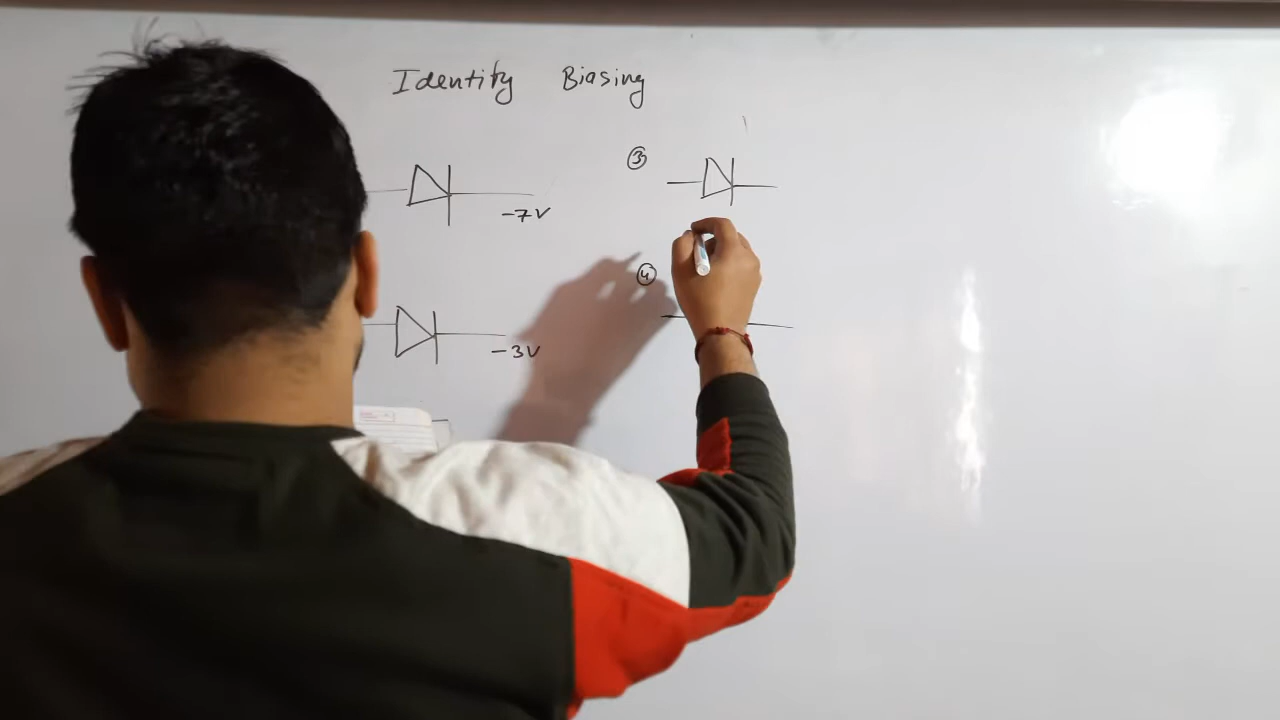 Identify Biasing
-7V
③
④
-3V